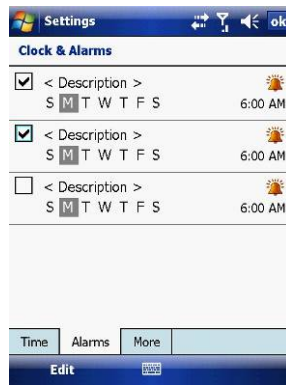 Settings
ok
Clock & Alarms
< Description >
S M T W T F S 6:00 AM
< Description >
S M T W T F S 6:00 AM
< Description >
S M T W T F S 6:00 AM
Time Alarms More
Edit